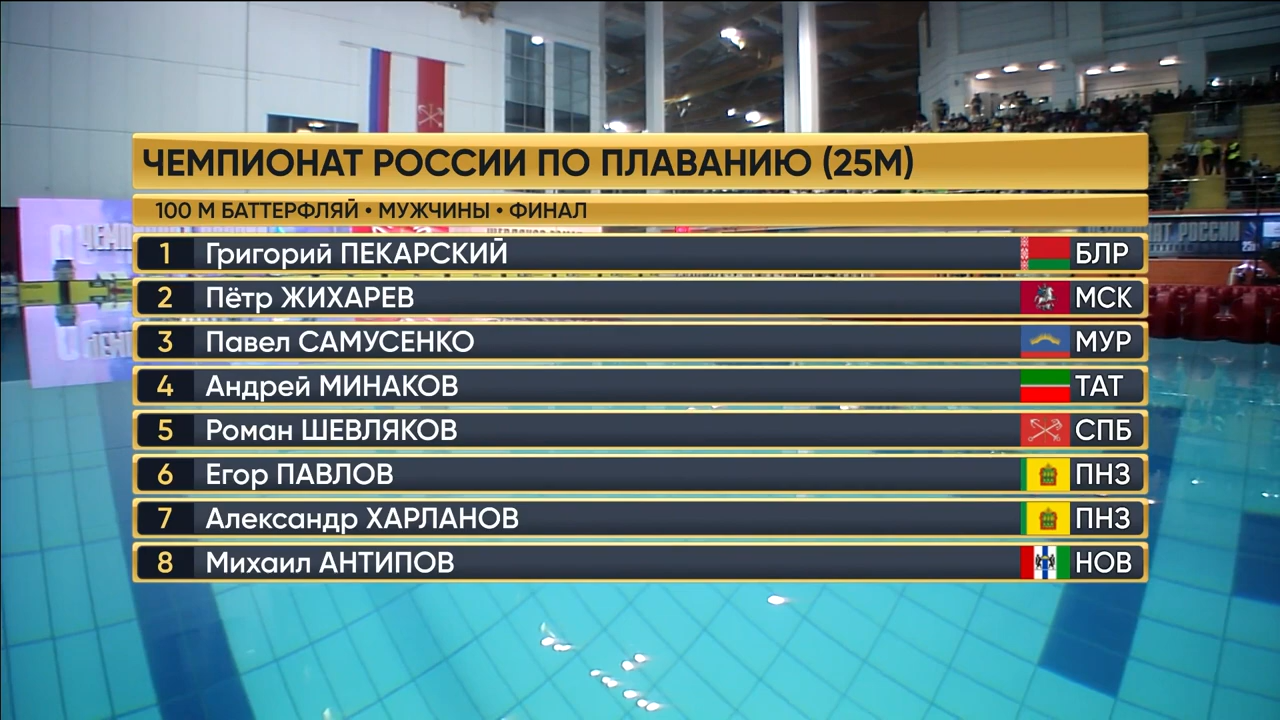 ЧЕМПИОНАТ РОССИИ ПО ПЛАВАНИЮ (25М)
100 М БАТТЕРФЛЯЙ • МУЖЧИНЫ • ФИНАЛ
1 Григорий ПЕКАРСКИЙ БЛР
2 Пётр ЖИХАРЕВ МСК
3 Павел САМУСЕНКО МУР
4 Андрей МИНАКОВ ТАТ
5 Роман ШЕВЛЯКОВ СПБ
6 Егор ПАВЛОВ ПНЗ
7 Александр ХАРЛАНОВ ПНЗ
8 Михаил АНТИПОВ НОВ